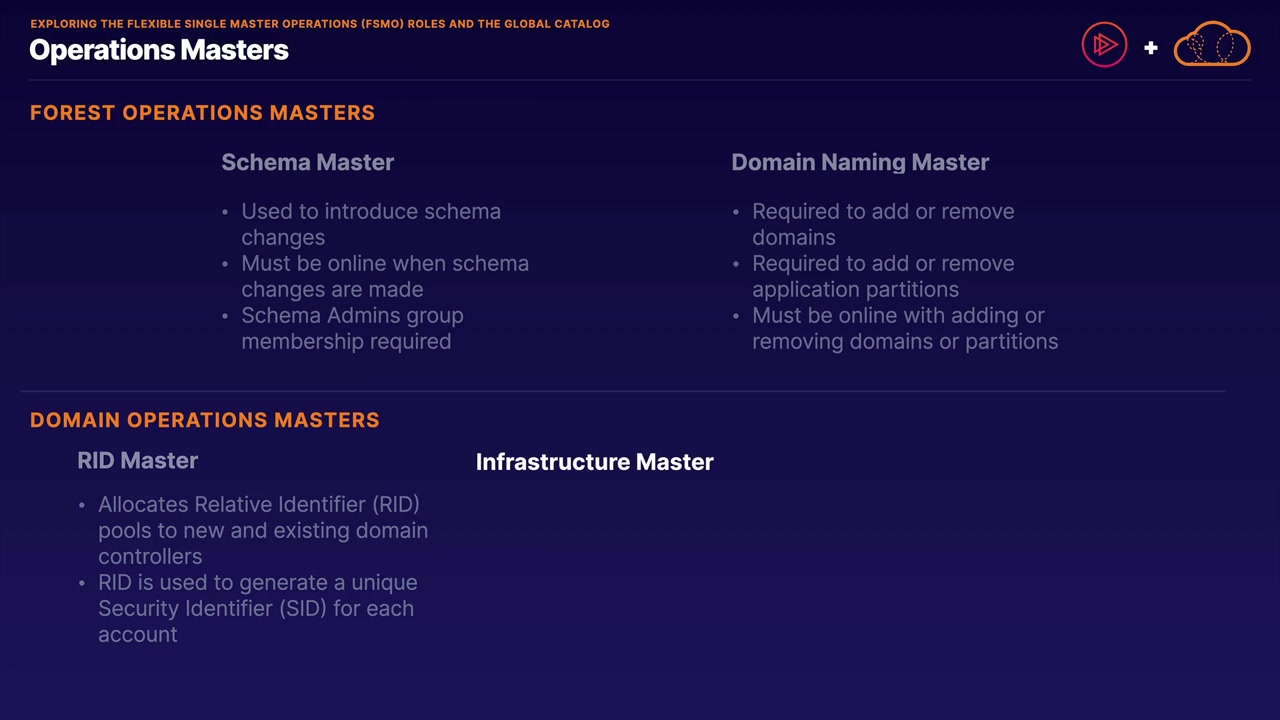 EXPLORING THE FLEXIBLE SINGLE MASTER OPERATIONS (FSMO) ROLES AND THE GLOBAL CATALOG
Operations Masters
FOREST OPERATIONS MASTERS
Schema Master
• Used to introduce schema
changes
• Must be online when schema
changes are made
• Schema Admins group
membership required
Domain Naming Master
• Required to add or remove
domains
• Required to add or remove
application partitions
• Must be online with adding or
removing domains or partitions
DOMAIN OPERATIONS MASTERS
RID Master
• Allocates Relative Identifier (RID)
pools to new and existing domain
controllers
• RID is used to generate a unique
Security Identifier (SID) for each
account
Infrastructure Master